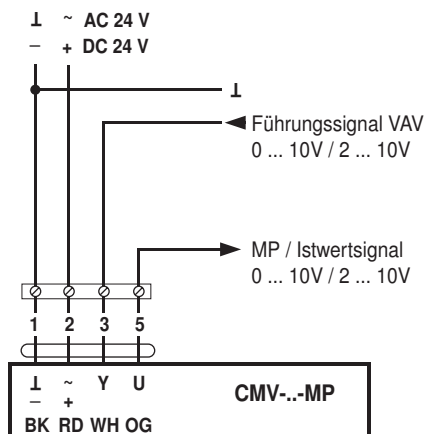 ⊥ ~ AC 24 V
– + DC 24 V
⊥
Führungssignal VAV
0 ... 10V / 2 ... 10V
MP / Istwertsignal
0 ... 10V / 2 ... 10V
1 2 3 5
⊥ ~ Y U
– +
CMV-..-MP
BK RD WH OG